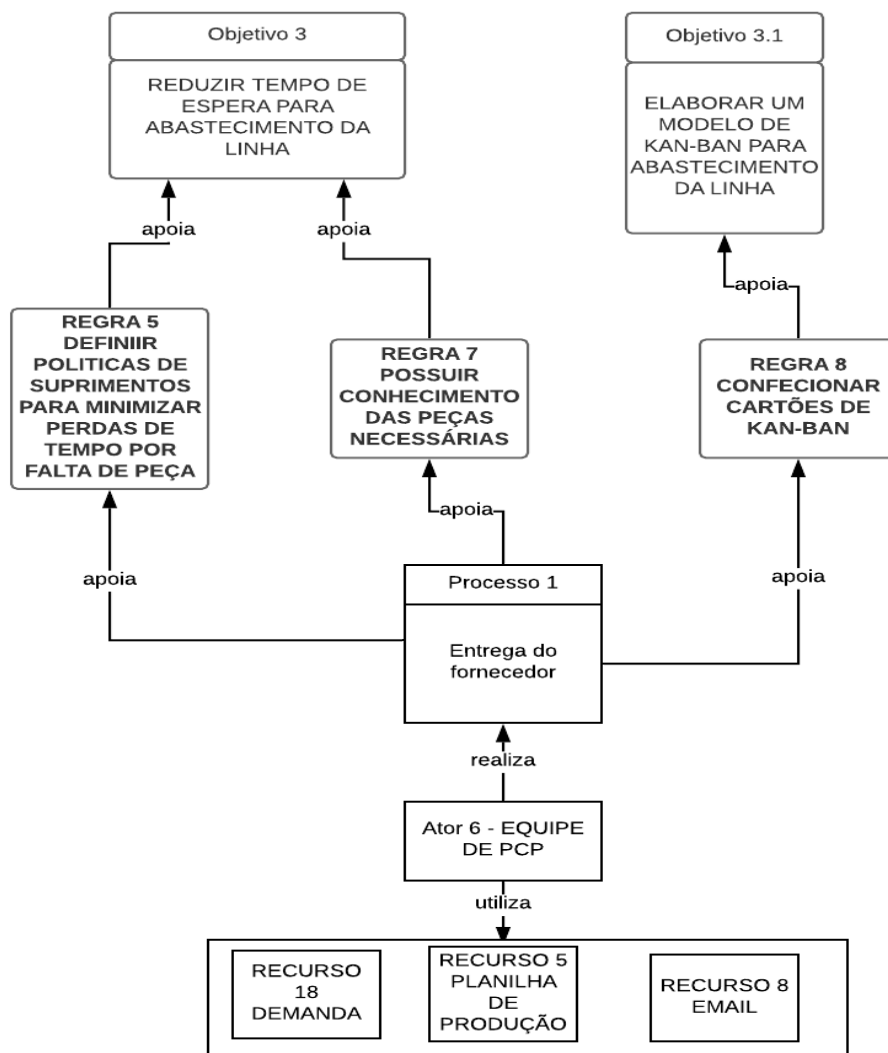 Objetivo 3
REDUZIR TEMPO DE
ESPERA PARA
ABASTECIMENTO DA
LINHA
Objetivo 3.1
ELABORAR UM
MODELO DE
KAN-BAN PARA
ABASTECIMENTO
DA LINHA
apoia
apoia
apoia
REGRA 5
DEFINIIR
POLITICAS DE
SUPRIMENTOS
PARA MINIMIZAR
PERDAS DE
TEMPO POR
FALTA DE PEÇA
REGRA 7
POSSUIR
CONHECIMENTO
DAS PEÇAS
NECESSÁRIAS
REGRA 8
CONFECIONAR
CARTÕES DE
KAN-BAN
apoia
apoia
apoia
Processo 1
Entrega do
fornecedor
realiza
Ator 6 - EQUIPE
DE PCP
utiliza
RECURSO
18
DEMANDA
RECURSO 5
PLANILHA
DE
PRODUÇÃO
RECURSO 8
EMAIL